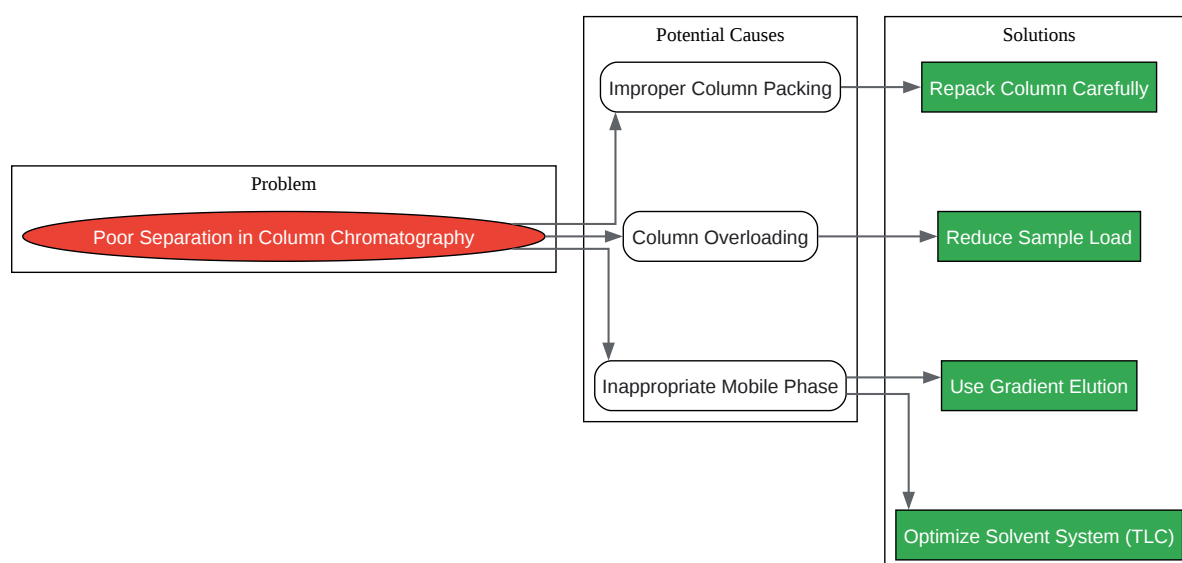 Problem
Poor Separation in Column Chromatography
Potential Causes
Improper Column Packing
Column Overloading
Inappropriate Mobile Phase
Solutions
Repack Column Carefully
Reduce Sample Load
Use Gradient Elution
Optimize Solvent System (TLC)